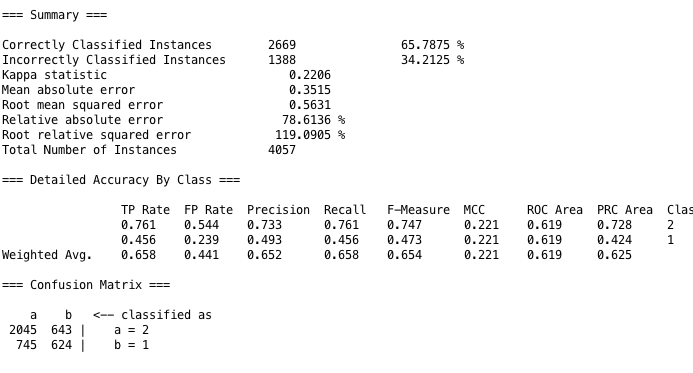 === Summary ===
Correctly Classified Instances 2669 65.7875 %
Incorrectly Classified Instances 1388 34.2125 %
Kappa statistic 0.2206
Mean absolute error 0.3515
Root mean squared error 0.5631
Relative absolute error 78.6136 %
Root relative squared error 119.0905 %
Total Number of Instances 4057
=== Detailed Accuracy By Class ===
TP Rate FP Rate Precision Recall F-Measure MCC ROC Area PRC Area Clas
0.761 0.544 0.733 0.761 0.747 0.221 0.619 0.728 2
0.456 0.239 0.493 0.456 0.473 0.221 0.619 0.424 1
Weighted Avg. 0.658 0.441 0.652 0.658 0.654 0.221 0.619 0.625
=== Confusion Matrix ===
a b <-- classified as
2045 643 | a = 2
745 624 | b = 1